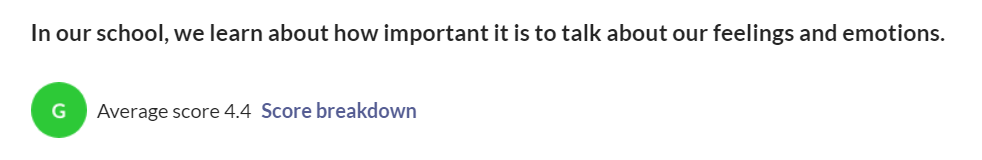 In our school, we learn about how important it is to talk about our feelings and emotions.
G Average score 4.4 Score breakdown